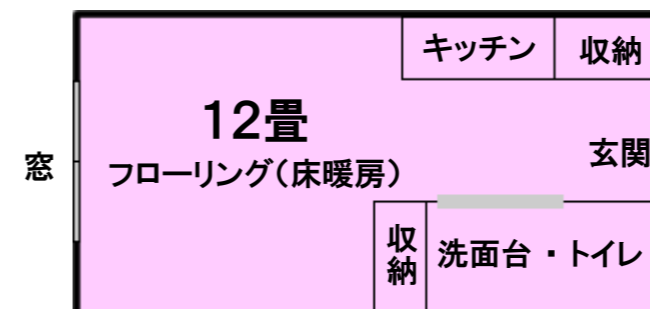 キッチン
収納
12畳
フローリング（床暖房）
窓
玄関
収納
洗面台・トイレ